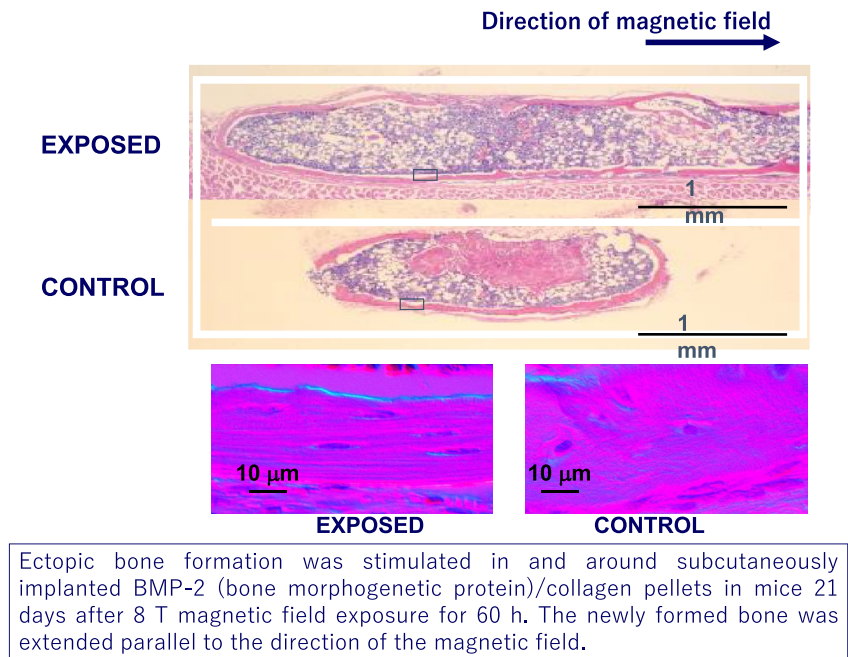 Direction of magnetic field
EXPOSED
1
mm
CONTROL
1
mm
10 μm
10 μm
EXPOSED
CONTROL
Ectopic bone formation was stimulated in and around subcutaneously
implanted BMP-2 (bone morphogenetic protein)/collagen pellets in mice 21
days after 8 T magnetic field exposure for 60 h. The newly formed bone was
extended parallel to the direction of the magnetic field.